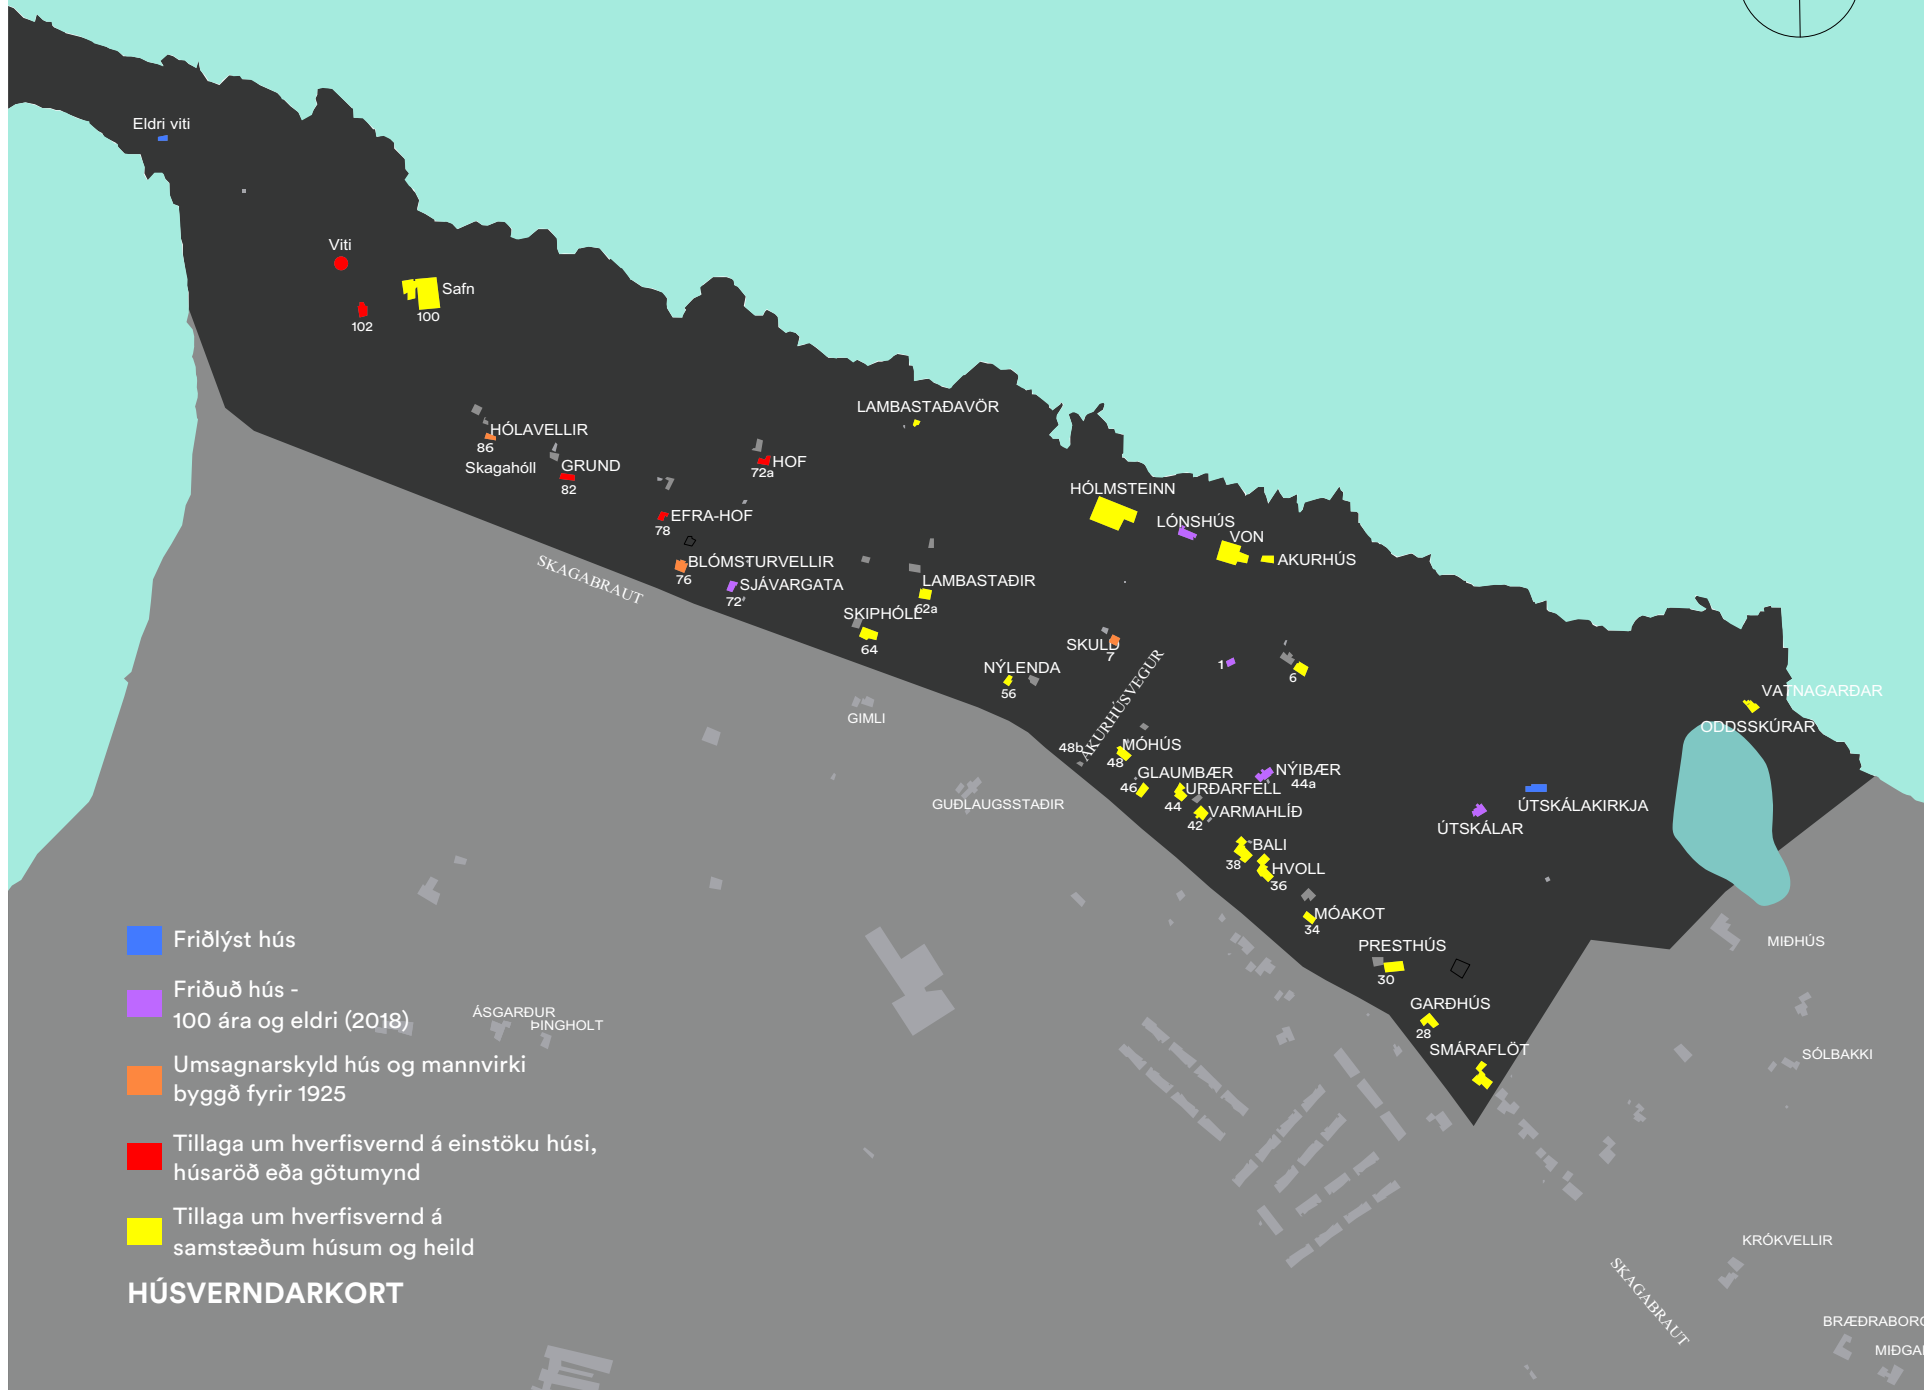 Eldri viti
Viti
Safn
100
102
HÓLAVELLIR
86
Skagahóll
GRUND
82
HOF
72a
EFRA-HOF
78
BLÓMSTURVELLIR
76
SJÁVARGATA
72
SKAGABRAUT
LAMBASTAÐAVÖR
LAMBASTAÐIR
62a
SKIPHÓLL
64
HÓLMSTEINN
LÓNSHÚS
VON
AKURHÚS
SKULD
7
1
6
NÝLENDA
56
AKURHÚSVEGUR
48b
MÓHÚS
48
GLAUMBÆR
46
URÐARFELL
44
NÝIBÆR
44a
VARMAHLÍÐ
42
BALI
38
HVOLL
36
MÓAKOT
34
PRESTHÚS
30
GARÐHÚS
28
SMÁRAFLÖT
ÚTSKÁLAKIRKJA
ÚTSKÁLAR
VATNAGARÐAR
ODDSSKÚRAR
GIMLI
GUÐLAUGSSTAÐIR
ÁSGARÐUR
ÞINGHOLT
MIÐHÚS
SÓLBAKKI
KRÓKVELLIR
SKAGABRAUT
BRÆÐRABORG
MIÐGA
Friðlýst hús
Friðuð hús -
100 ára og eldri (2018)
Umsagnarskyld hús og mannvirki
byggð fyrir 1925
Tillaga um hverfisvernd á einstöku húsi,
húsaröð eða götumynd
Tillaga um hverfisvernd á
samstæðum húsum og heild
HÚSVERNDARKORT